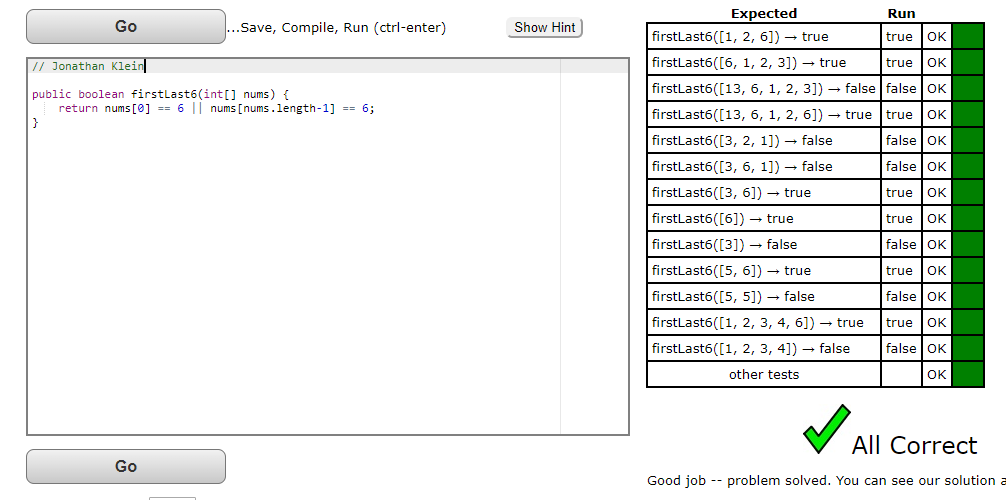 Go
...Save, Compile, Run (ctrl-enter)
Show Hint
// Jonathan Klein
public boolean firstLast6(int[] nums) {
return nums[0] == 6 || nums[nums.length-1] == 6;
}
Go
Expected Run
firstLast6([1, 2, 6]) → true true OK
firstLast6([6, 1, 2, 3]) → true true OK
firstLast6([13, 6, 1, 2, 3]) → false false OK
firstLast6([13, 6, 1, 2, 6]) → true true OK
firstLast6([3, 2, 1]) → false false OK
firstLast6([3, 6, 1]) → false false OK
firstLast6([3, 6]) → true true OK
firstLast6([6]) → true true OK
firstLast6([3]) → false false OK
firstLast6([5, 6]) → true true OK
firstLast6([5, 5]) → false false OK
firstLast6([1, 2, 3, 4, 6]) → true true OK
firstLast6([1, 2, 3, 4]) → false false OK
other tests OK
All Correct
Good job -- problem solved. You can see our solution a